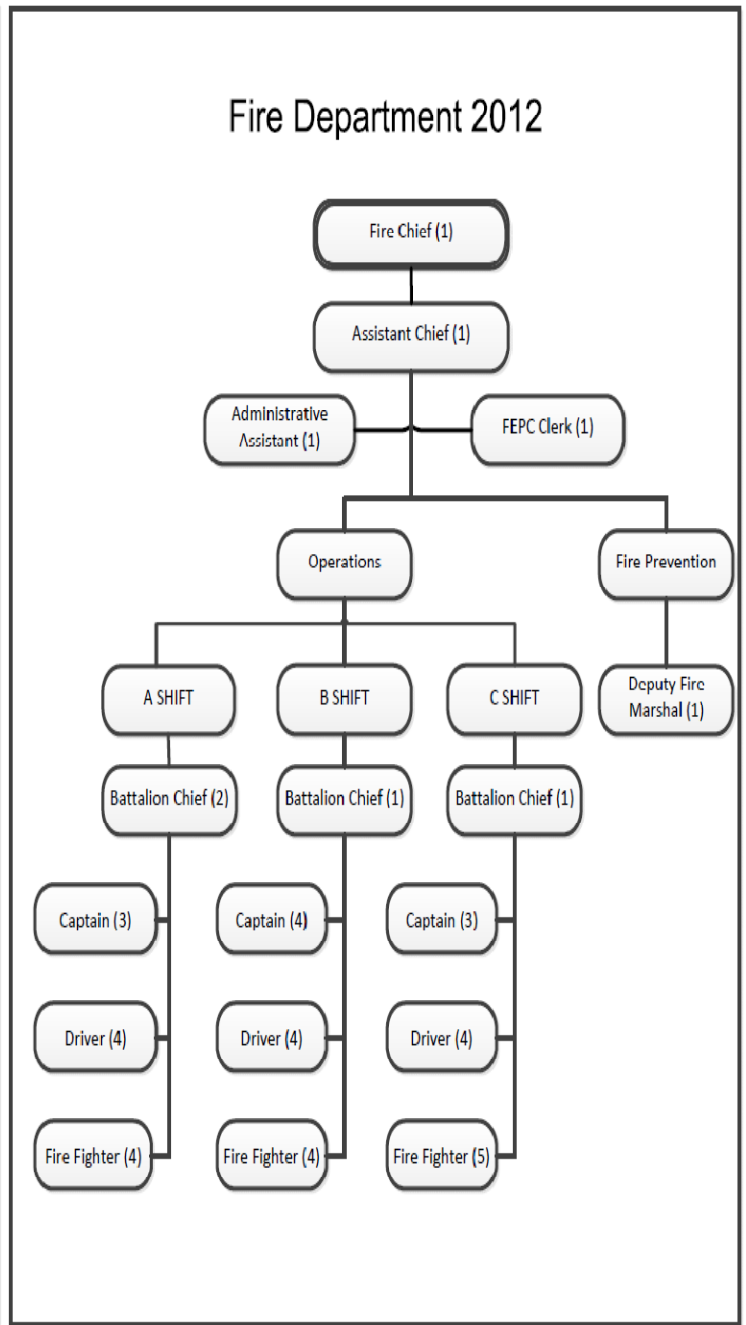 Fire Department 2012
Fire Chief (1)
Assistant Chief (1)
Administrative
Assistant (1)
FEPC Clerk (1)
Operations
Fire Prevention
A SHIFT
B SHIFT
C SHIFT
Deputy Fire
Marshal (1)
Battalion Chief (2)
Battalion Chief (1)
Battalion Chief (1)
Captain (3)
Captain (4)
Captain (3)
Driver (4)
Driver (4)
Driver (4)
Fire Fighter (4)
Fire Fighter (4)
Fire Fighter (5)